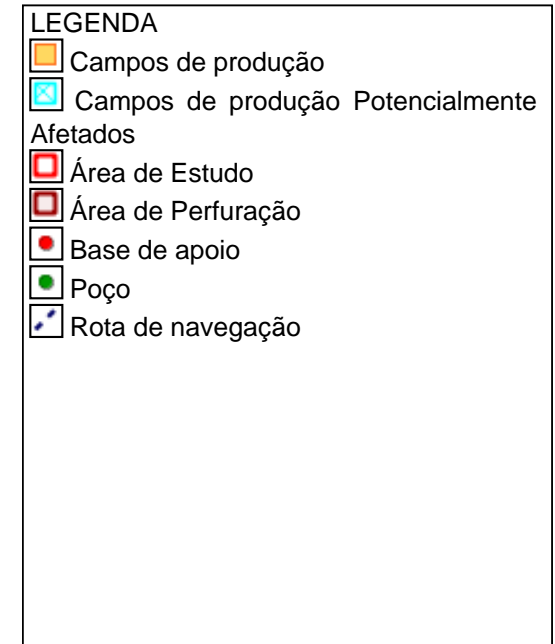 LEGENDA
Campos de produção
Campos de produção Potencialmente
Afetados
Área de Estudo
Área de Perfuração
Base de apoio
Poço
Rota de navegação